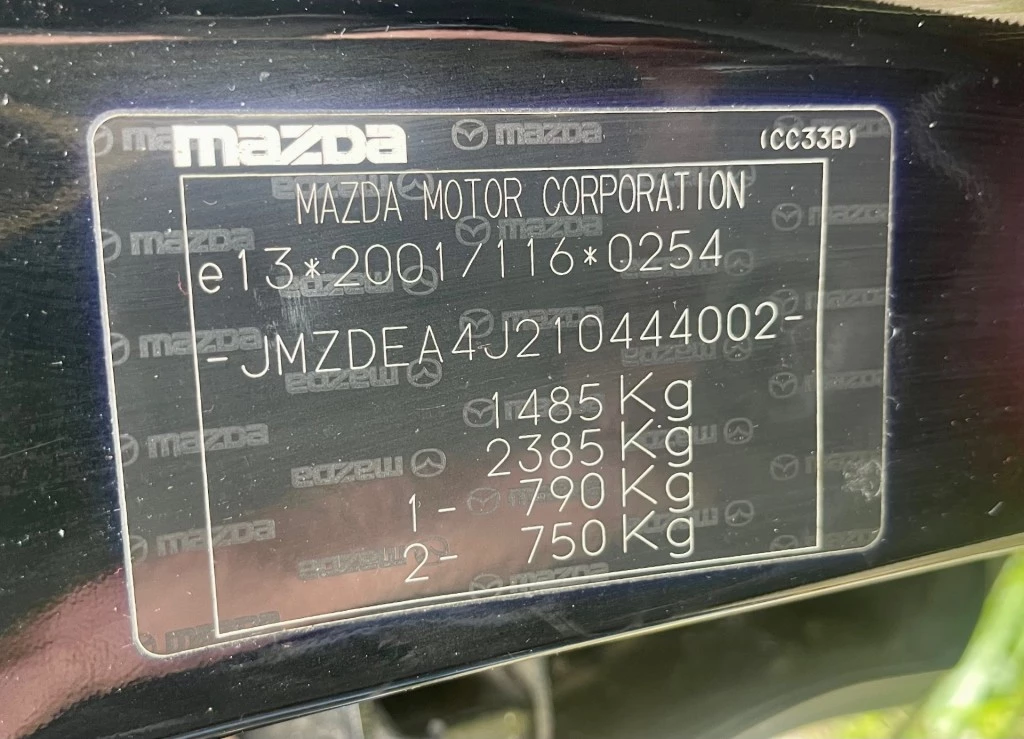 mazda
(CC33B)
MAZDA MOTOR CORPORATION
e13*2001/116*0254
-JMZDEA4J210444002-
1485 Kg
2385 Kg
1- 790 Kg
2- 750 Kg